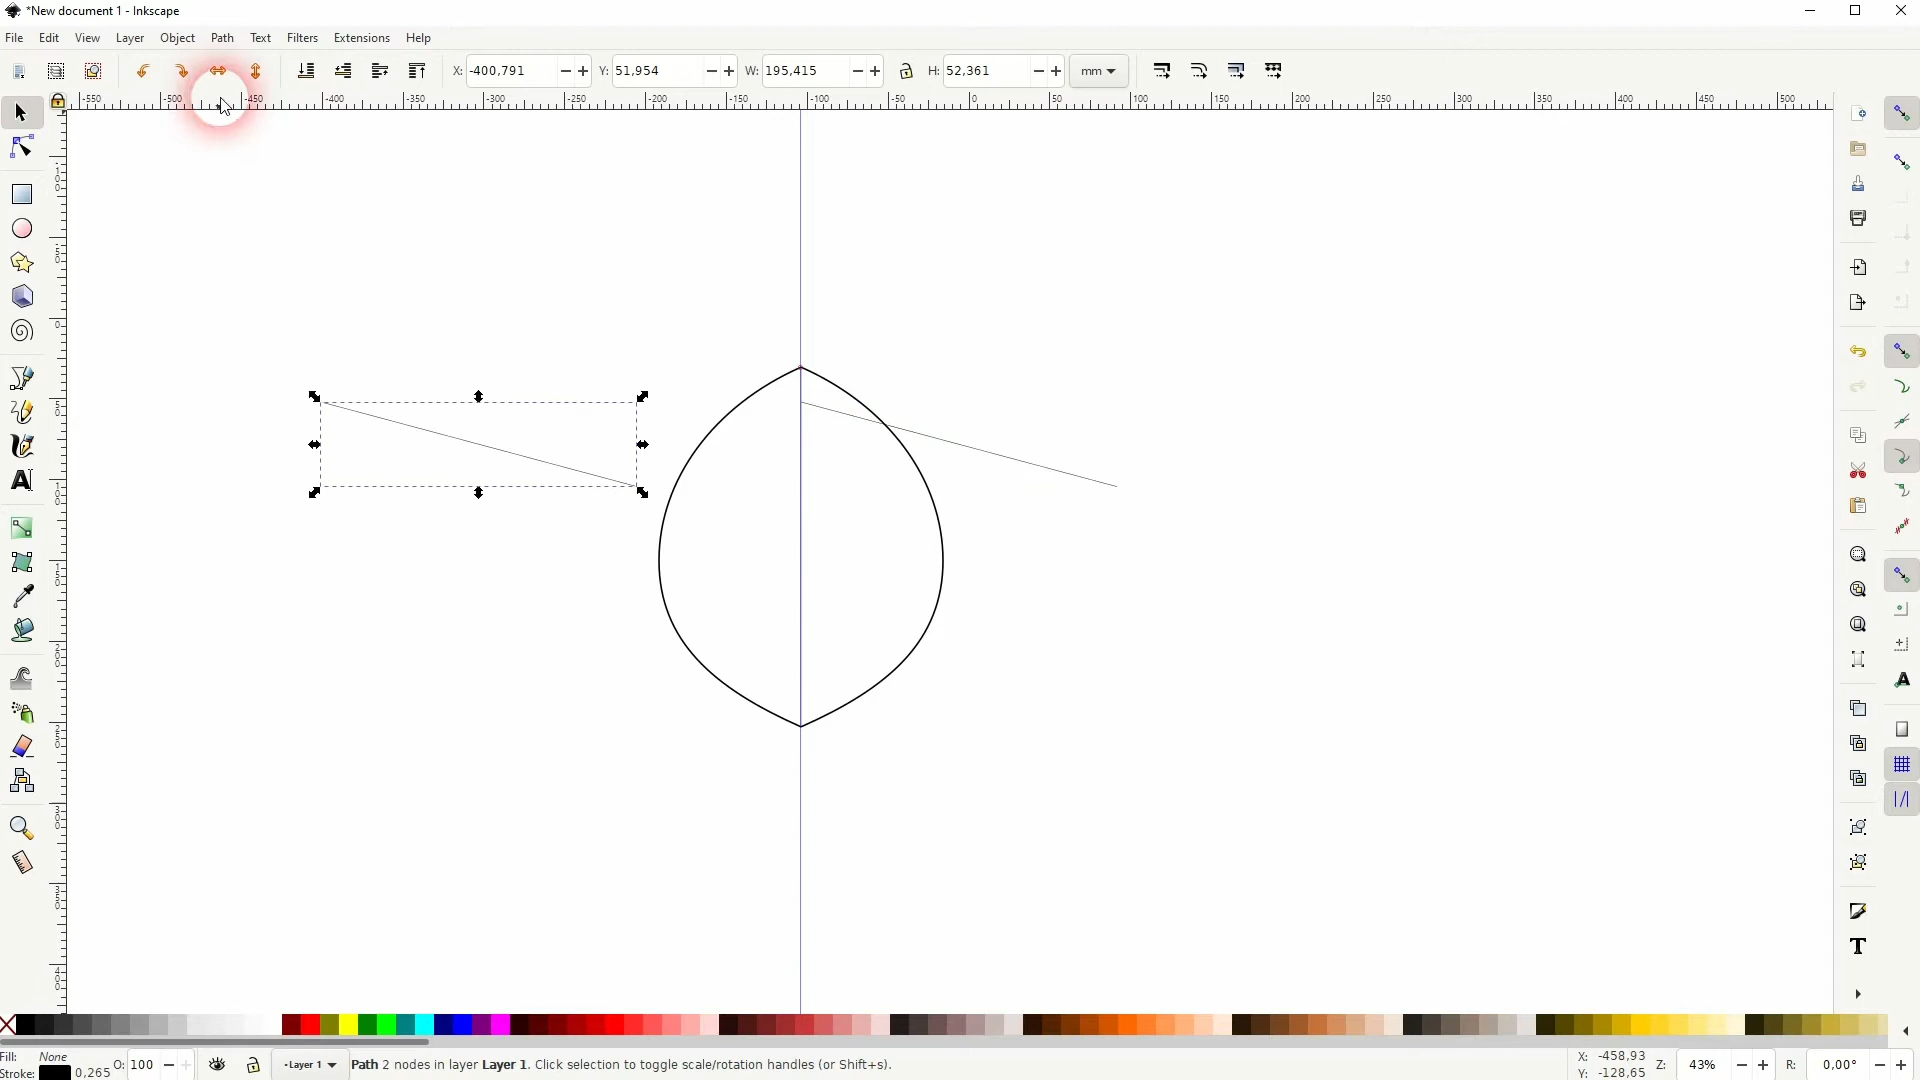 *New document 1 - Inkscape
File Edit View Layer Object Path Text Filters Extensions Help
X: -400,791 Y: 51,954 W: 195,415 H: 52,361 mm
-550 -500 -450 -400 -350 -300 -250 -200 -150 -100 -50 0 50 100 150 200 250 300 350 400 450 500
Fill: None
Stroke: 0,265 O: 100
-Layer 1 Path 2 nodes in layer Layer 1. Click selection to toggle scale/rotation handles (or Shift+s).
X: -458,93
Y: -128,65
Z: 43% R: 0,00°